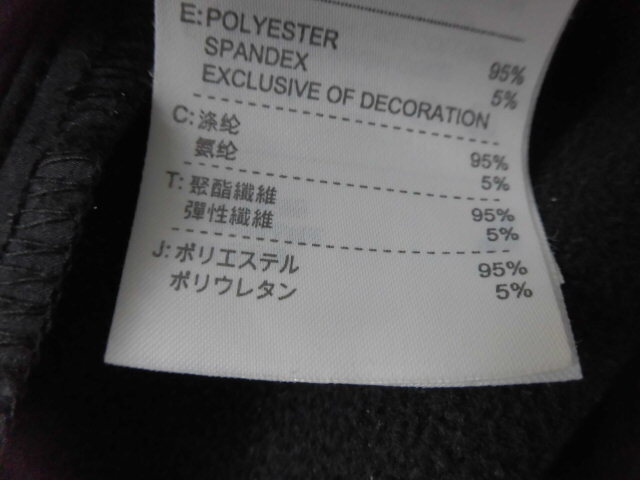 E: POLYESTER 95%
SPANDEX 5%
EXCLUSIVE OF DECORATION
C: 涤纶 95%
氨纶 5%
T: 聚酯纖維 95%
彈性纖維 5%
J: ポリエステル 95%
ポリウレタン 5%